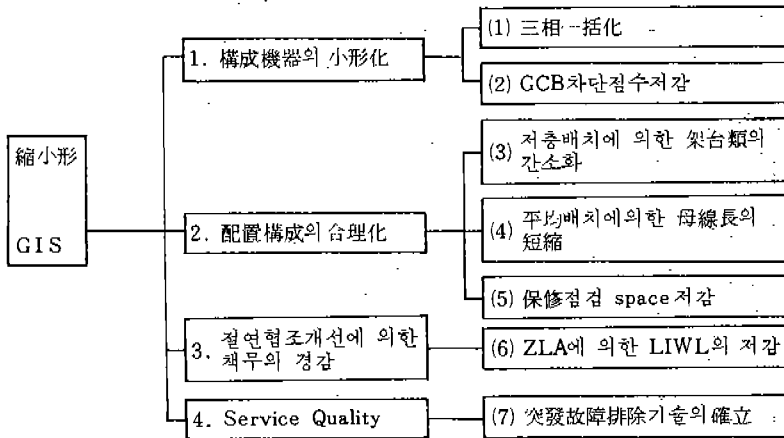 縮小形
GIS
1. 構成機器의 小形化
(1) 三相一括化
(2) GCB차단점수저감
2. 配置構成의 合理化
(3) 저층배치에 의한 架台類의
간소화
(4) 平均배치에의한 母線長의
短縮
(5) 保修점검 space 저감
3. 절연협조개선에 의한
책무의 경감
(6) ZLA에 의한 LIWL의 저감
4. Service Quality
(7) 突發故障排除기술의 確立